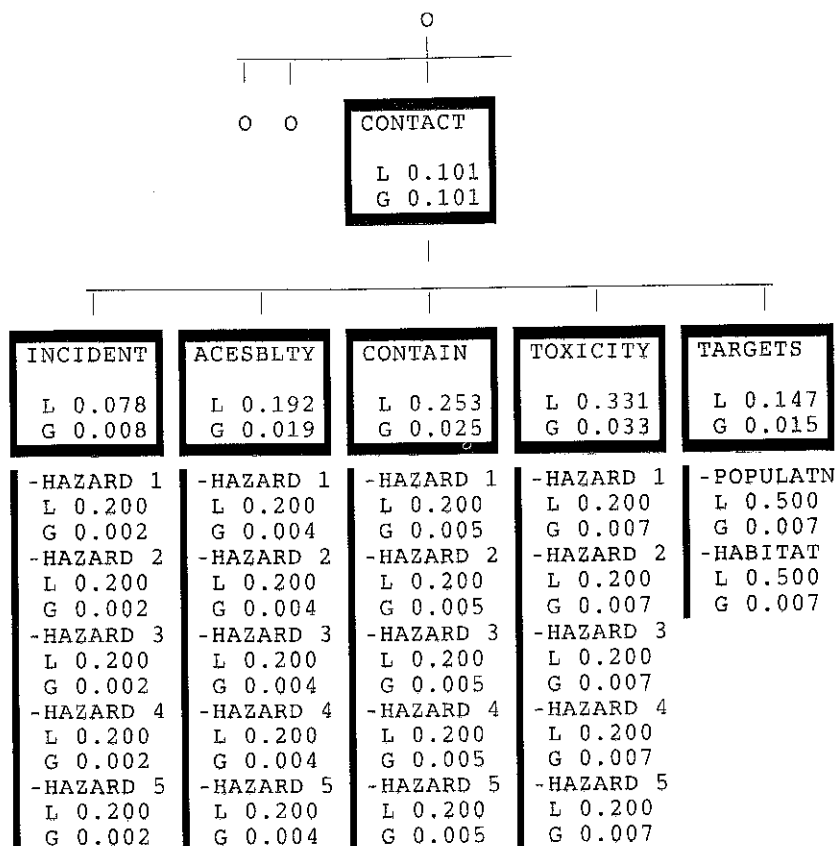 O
O O
CONTACT
L 0.101
G 0.101
INCIDENT
L 0.078
G 0.008
-HAZARD 1
L 0.200
G 0.002
-HAZARD 2
L 0.200
G 0.002
-HAZARD 3
L 0.200
G 0.002
-HAZARD 4
L 0.200
G 0.002
-HAZARD 5
L 0.200
G 0.002
ACESBLTY
L 0.192
G 0.019
-HAZARD 1
L 0.200
G 0.004
-HAZARD 2
L 0.200
G 0.004
-HAZARD 3
L 0.200
G 0.004
-HAZARD 4
L 0.200
G 0.004
-HAZARD 5
L 0.200
G 0.004
CONTAIN
L 0.253
G 0.025
-HAZARD 1
L 0.200
G 0.005
-HAZARD 2
L 0.200
G 0.005
-HAZARD 3
L 0.200
G 0.005
-HAZARD 4
L 0.200
G 0.005
-HAZARD 5
L 0.200
G 0.005
TOXICITY
L 0.331
G 0.033
-HAZARD 1
L 0.200
G 0.007
-HAZARD 2
L 0.200
G 0.007
-HAZARD 3
L 0.200
G 0.007
-HAZARD 4
L 0.200
G 0.007
-HAZARD 5
L 0.200
G 0.007
TARGETS
L 0.147
G 0.015
-POPULATN
L 0.500
G 0.007
-HABITAT
L 0.500
G 0.007